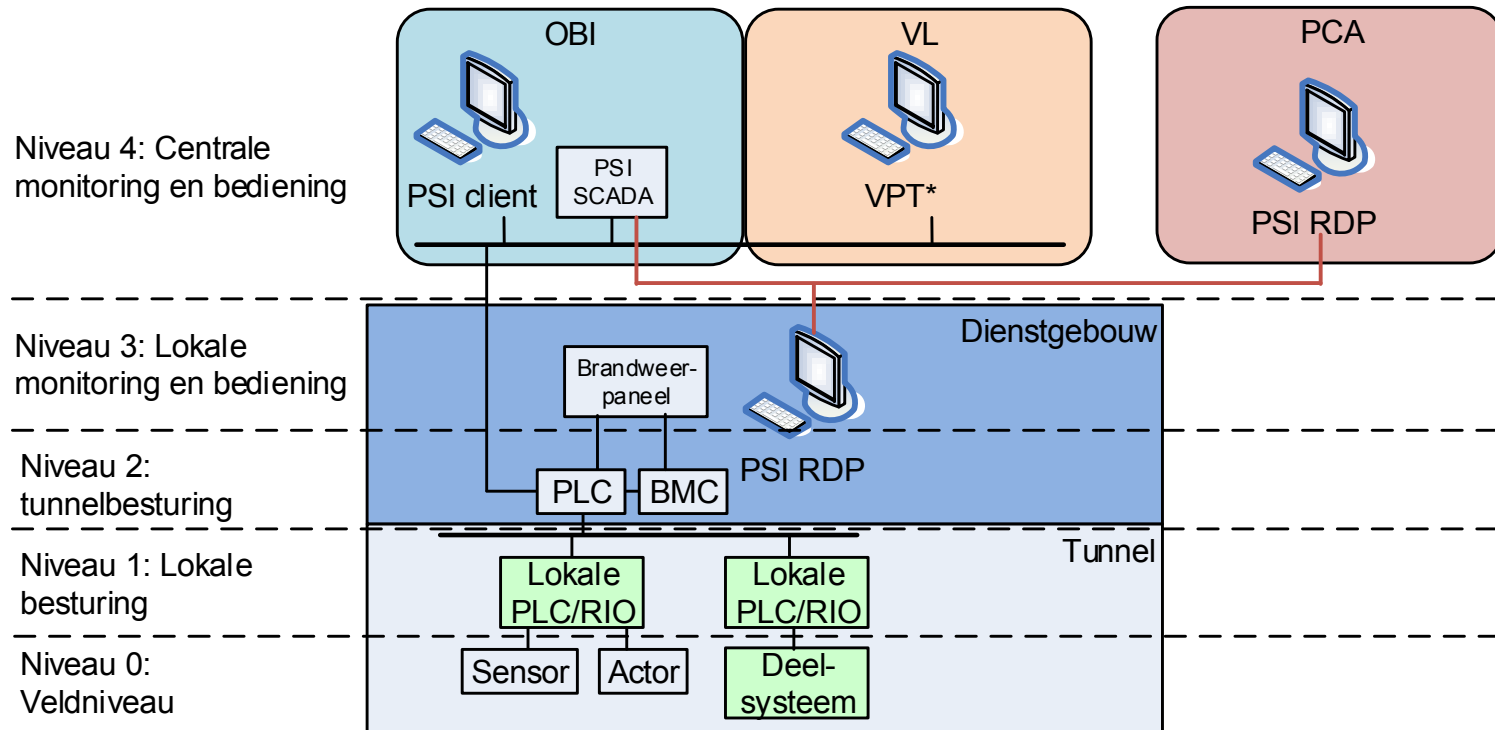 OBI
VL
PCA
Niveau 4: Centrale
monitoring en bediening
PSI client
PSI
SCADA
VPT*
PSI RDP
Niveau 3: Lokale
monitoring en bediening
Dienstgebouw
Brandweer-
paneel
PSI RDP
Niveau 2:
tunnelbesturing
PLC
BMC
Niveau 1: Lokale
besturing
Tunnel
Lokale
PLC/RIO
Lokale
PLC/RIO
Niveau 0:
Veldniveau
Sensor
Actor
Deel-
systeem